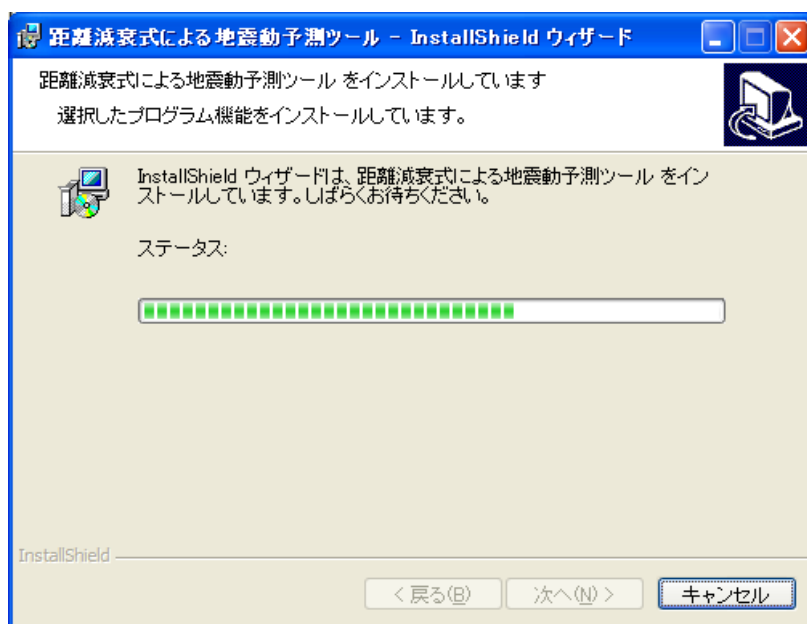 距離減衰式による地震動予測ツール - InstallShield ウィザード
距離減衰式による地震動予測ツール をインストールしています
選択したプログラム機能をインストールしています。
InstallShield ウィザードは、距離減衰式による地震動予測ツール をイン
ストールしています。しばらくお待ちください。
ステータス:
InstallShield
< 戻る(B) 次へ(N) > キャンセル